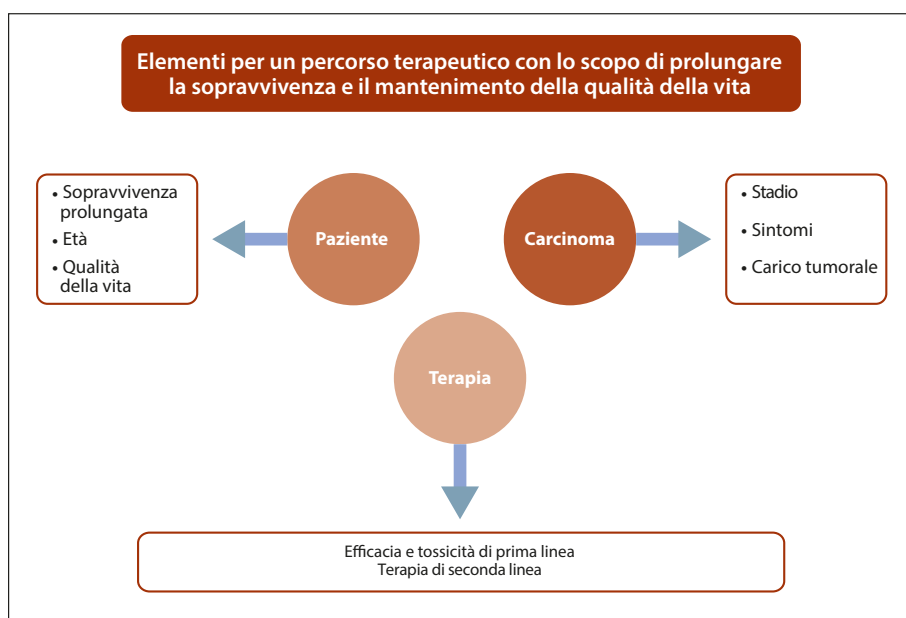 Elementi per un percorso terapeutico con lo scopo di prolungare
la sopravvivenza e il mantenimento della qualità della vita
• Sopravvivenza
prolungata
• Età
• Qualità
della vita
Paziente
Carcinoma
• Stadio
• Sintomi
• Carico tumorale
Terapia
Efficacia e tossicità di prima linea
Terapia di seconda linea